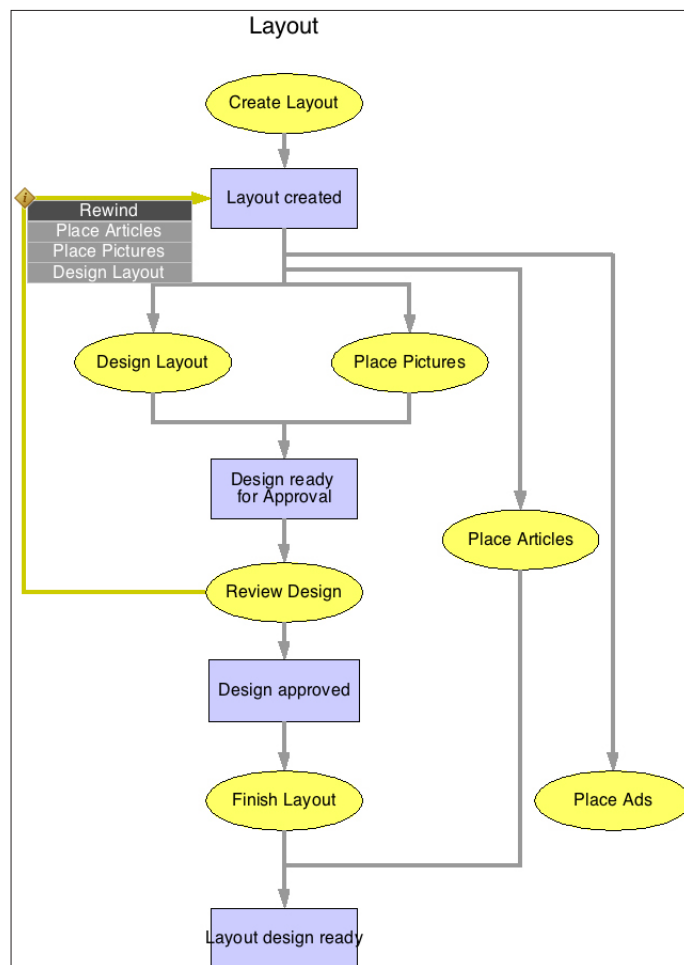 Layout
Create Layout
Layout created
i
Rewind
Place Articles
Place Pictures
Design Layout
Design Layout
Place Pictures
Design ready
for Approval
Place Articles
Review Design
Design approved
Finish Layout
Place Ads
Layout design ready